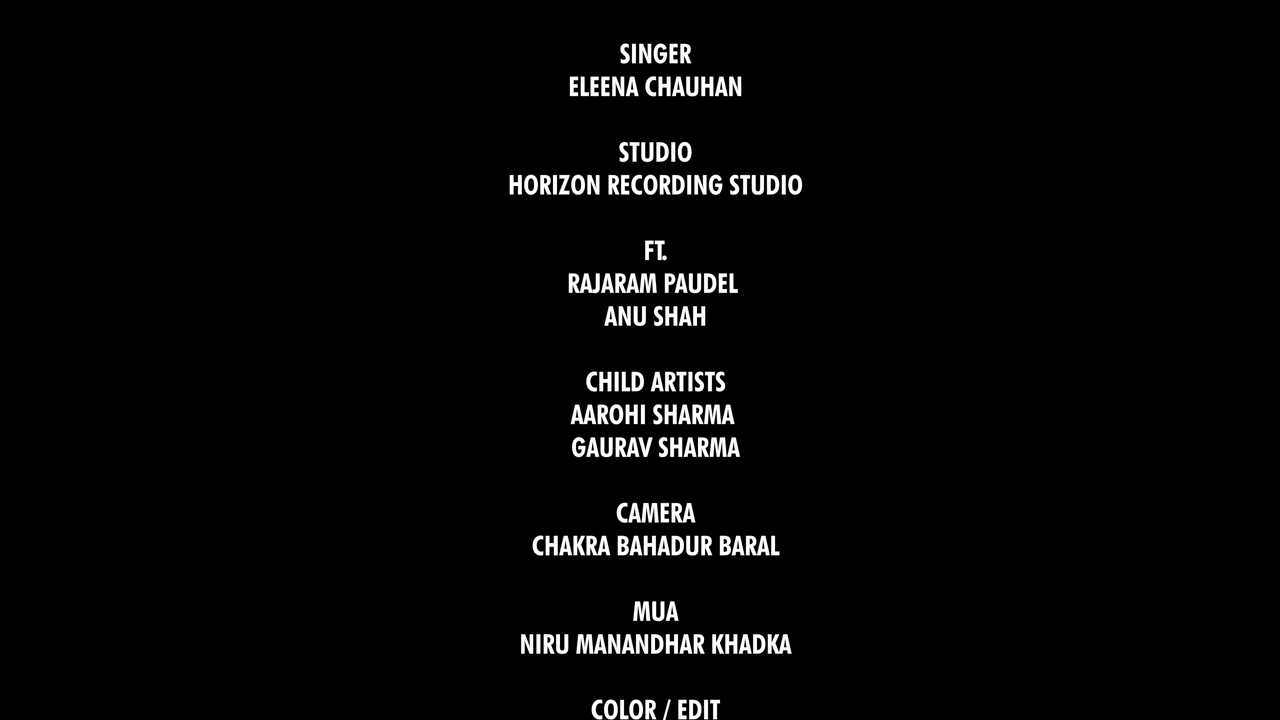 SINGER
ELEENA CHAUHAN
STUDIO
HORIZON RECORDING STUDIO
FT.
RAJARAM PAUDEL
ANU SHAH
CHILD ARTISTS
AAROHI SHARMA
GAURAV SHARMA
CAMERA
CHAKRA BAHADUR BARAL
MUA
NIRU MANANDHAR KHADKA
COLOR / EDIT